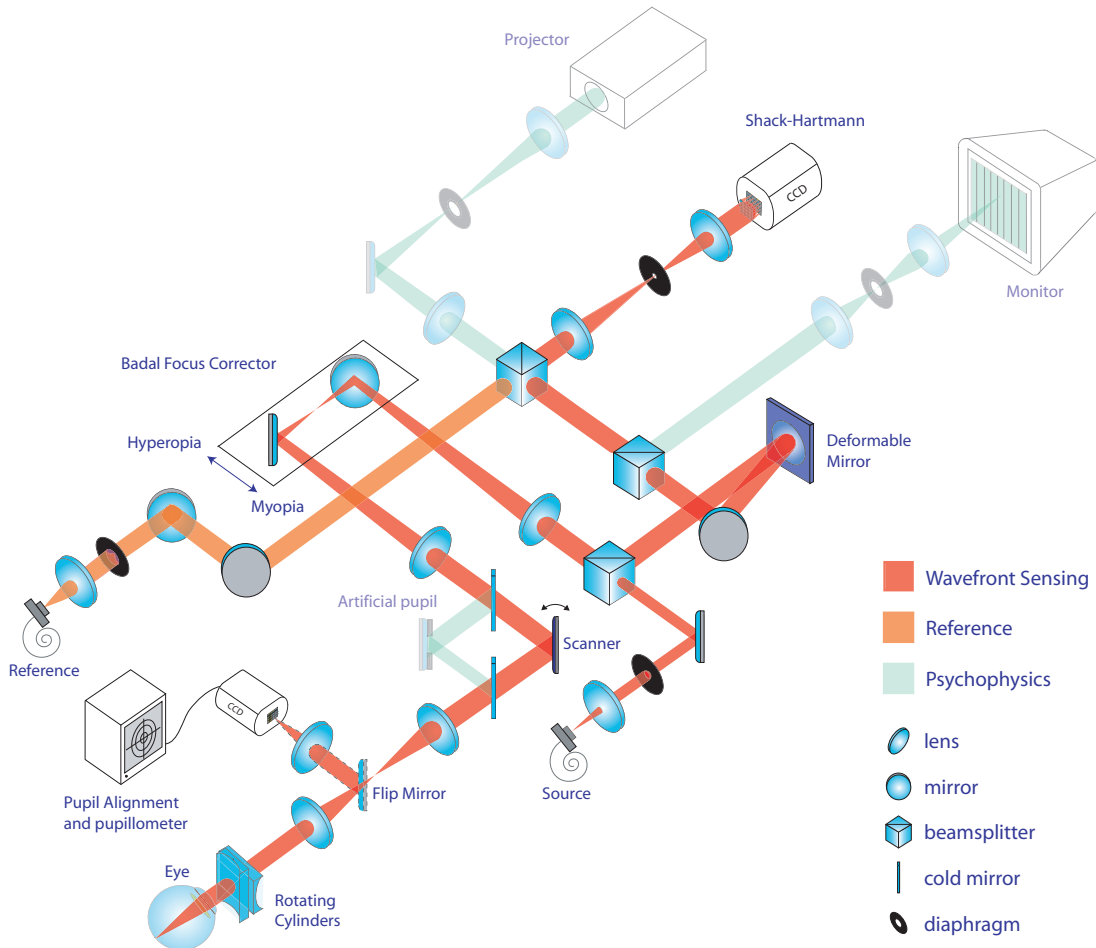 Projector
Shack-Hartmann
CCD
Monitor
Badal Focus Corrector
Hyperopia
Myopia
Deformable
Mirror
Wavefront Sensing
Artificial pupil
Reference
Scanner
Reference
Psychophysics
CCD
lens
Pupil Alignment
and pupillometer
Flip Mirror
Source
mirror
beamsplitter
Eye
Rotating
Cylinders
cold mirror
diaphragm